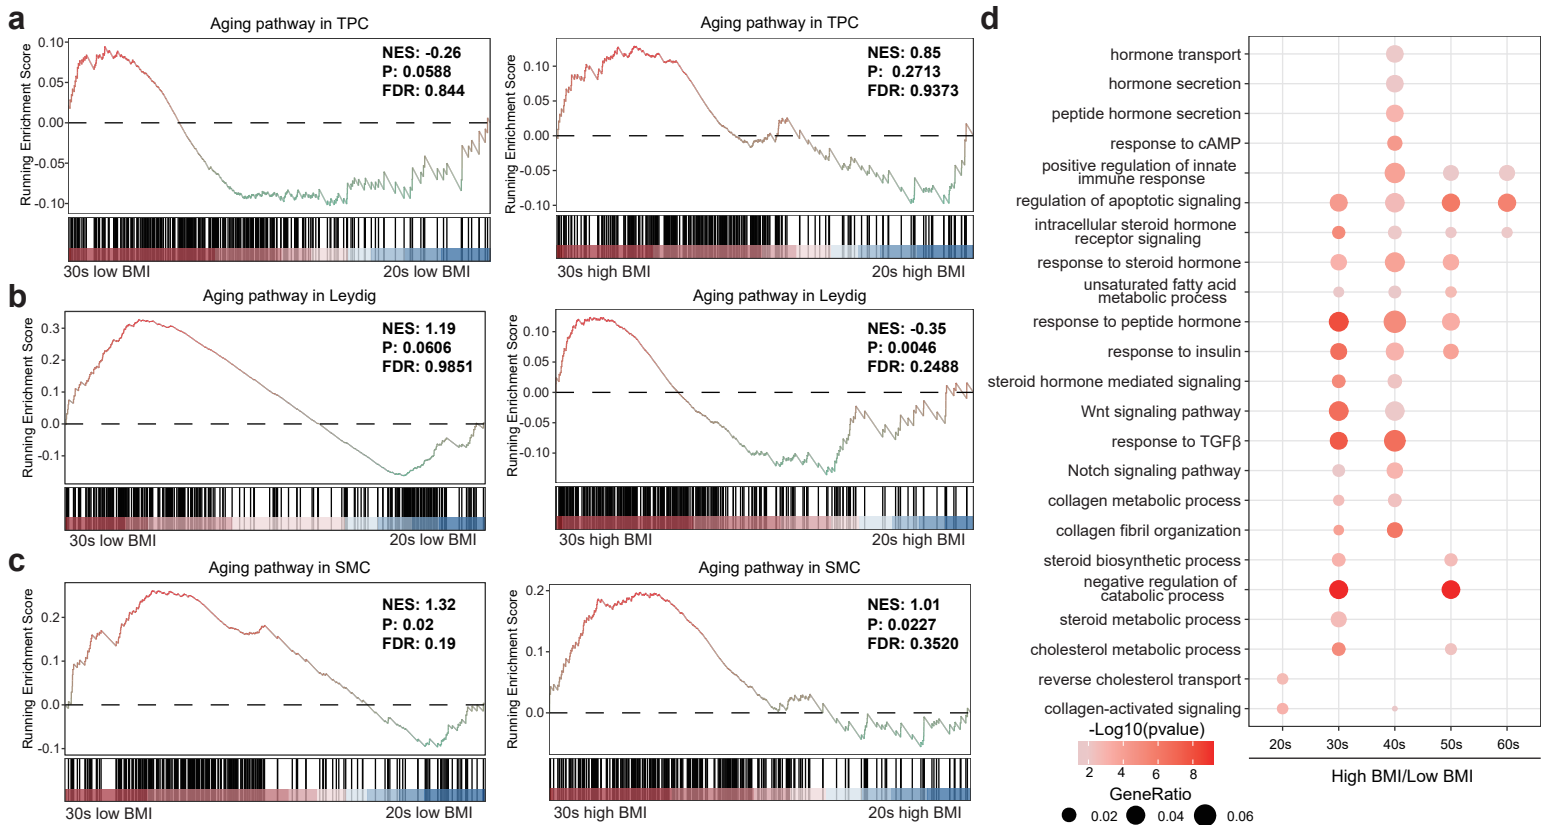 a
Aging pathway in TPC
Running Enrichment Score
0.10
0.05
0.00
-0.05
-0.10
NES: -0.26
P: 0.0588
FDR: 0.844
30s low BMI
20s low BMI
Aging pathway in TPC
Running Enrichment Score
0.10
0.05
0.00
-0.05
-0.10
NES: 0.85
P: 0.2713
FDR: 0.9373
30s high BMI
20s high BMI
b
Aging pathway in Leydig
Running Enrichment Score
0.3
0.2
0.1
0.0
-0.1
NES: 1.19
P: 0.0606
FDR: 0.9851
30s low BMI
20s low BMI
Aging pathway in Leydig
Running Enrichment Score
0.10
0.05
0.00
-0.05
-0.10
NES: -0.35
P: 0.0046
FDR: 0.2488
30s high BMI
20s high BMI
c
Aging pathway in SMC
Running Enrichment Score
0.2
0.1
0.0
-0.1
NES: 1.32
P: 0.02
FDR: 0.19
30s low BMI
20s low BMI
Aging pathway in SMC
Running Enrichment Score
0.2
0.1
0.0
NES: 1.01
P: 0.0227
FDR: 0.3520
30s high BMI
20s high BMI
d
hormone transport
hormone secretion
peptide hormone secretion
response to cAMP
positive regulation of innate
immune response
regulation of apoptotic signaling
intracellular steroid hormone
receptor signaling
response to steroid hormone
unsaturated fatty acid
metabolic process
response to peptide hormone
response to insulin
steroid hormone mediated signaling
Wnt signaling pathway
response to TGFβ
Notch signaling pathway
collagen metabolic process
collagen fibril organization
steroid biosynthetic process
negative regulation of
catabolic process
steroid metabolic process
cholesterol metabolic process
reverse cholesterol transport
collagen-activated signaling
20s 30s 40s 50s 60s
High BMI/Low BMI
-Log10(pvalue)
2 4 6 8
GeneRatio
0.02 0.04 0.06